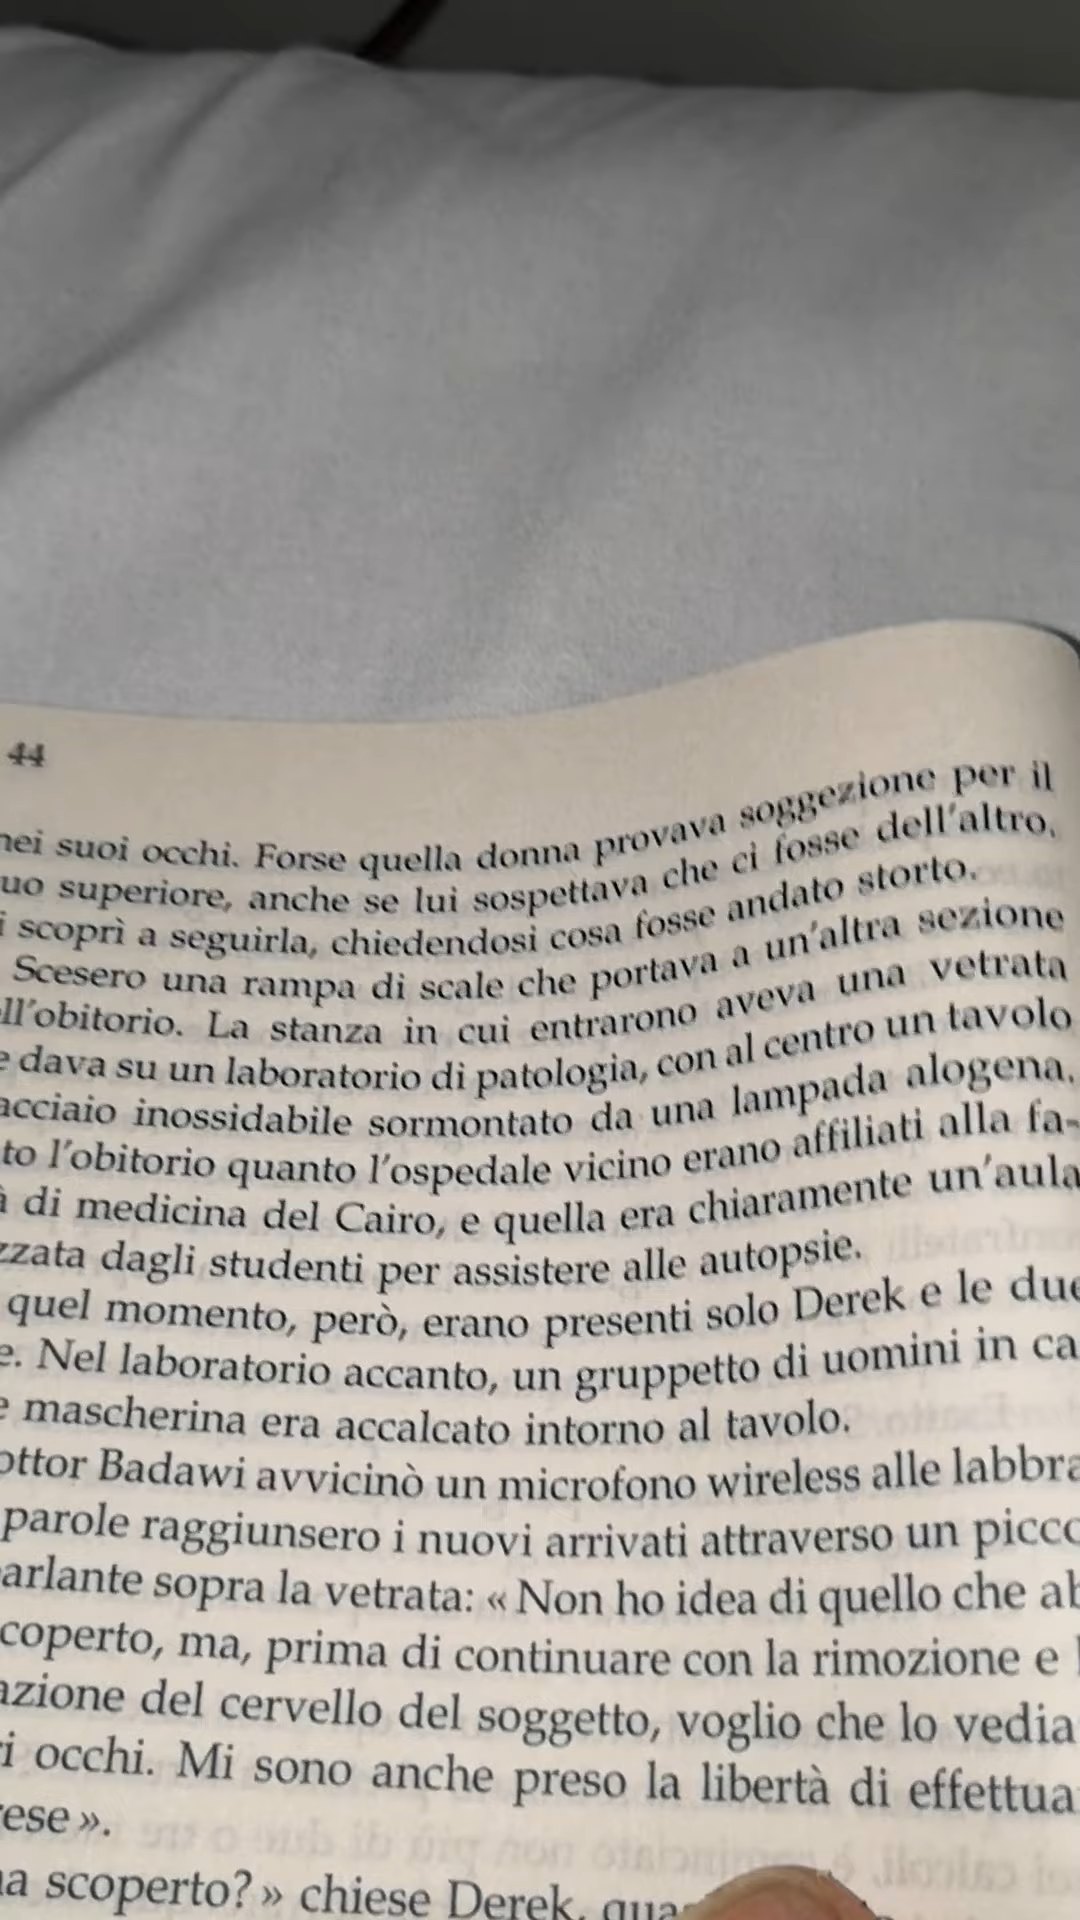 44
nei suoi occhi. Forse quella donna provava soggezione per il
uo superiore, anche se lui sospettava che ci fosse dell'altro.
i scoprì a seguirla, chiedendosi cosa fosse andato storto.
Scesero una rampa di scale che portava a un'altra sezione
ell'obitorio. La stanza in cui entrarono aveva una vetrata
e dava su un laboratorio di patologia, con al centro un tavolo
acciaio inossidabile sormontato da una lampada alogena.
to l'obitorio quanto l'ospedale vicino erano affiliati alla fa-
à di medicina del Cairo, e quella era chiaramente un'aula
zzata dagli studenti per assistere alle autopsie.
quel momento, però, erano presenti solo Derek e le due
e. Nel laboratorio accanto, un gruppetto di uomini in ca
e mascherina era accalcato intorno al tavolo.
ottor Badawi avvicinò un microfono wireless alle labbra
parole raggiunsero i nuovi arrivati attraverso un picco
arlante sopra la vetrata: «Non ho idea di quello che ab
coperto, ma, prima di continuare con la rimozione e l
azione del cervello del soggetto, voglio che lo vedia
ri occhi. Mi sono anche preso la libertà di effettua
rese».
a scoperto?» chiese Derek, qua